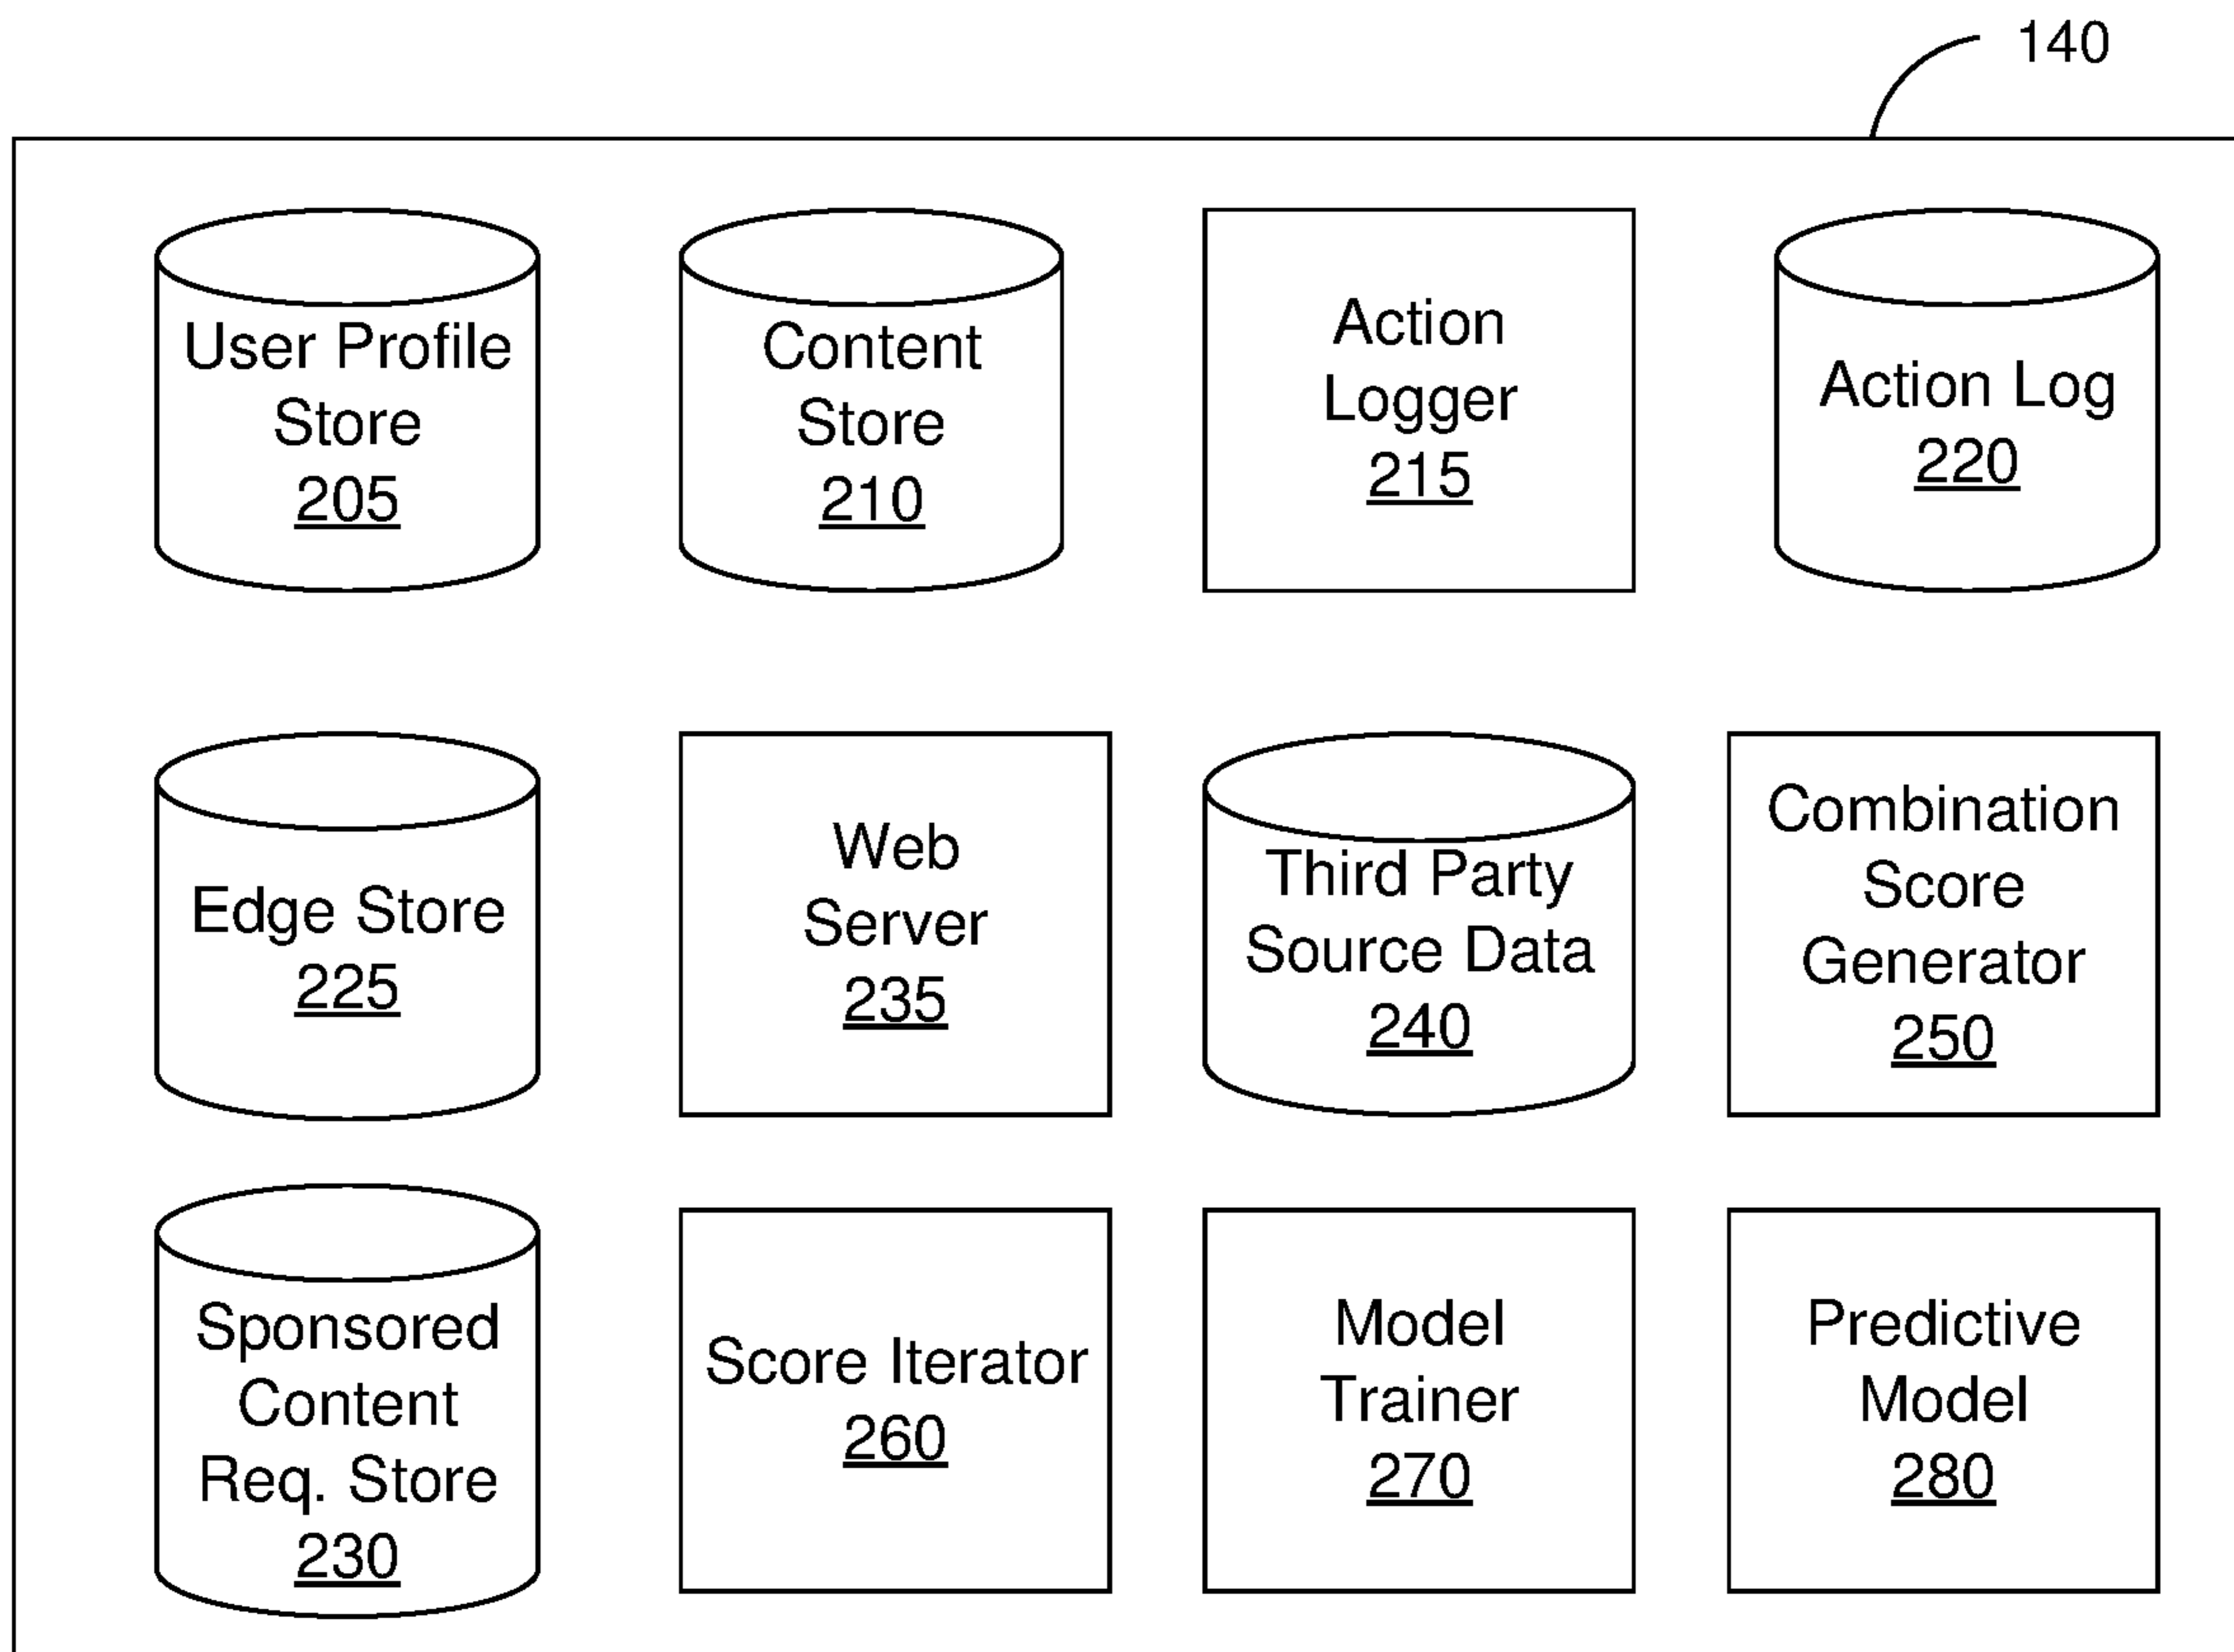 140
User Profile
Store
205
Content
Store
210
Action
Logger
215
Action Log
220
Edge Store
225
Web
Server
235
Third Party
Source Data
240
Combination
Score
Generator
250
Sponsored
Content
Req. Store
230
Score Iterator
260
Model
Trainer
270
Predictive
Model
280